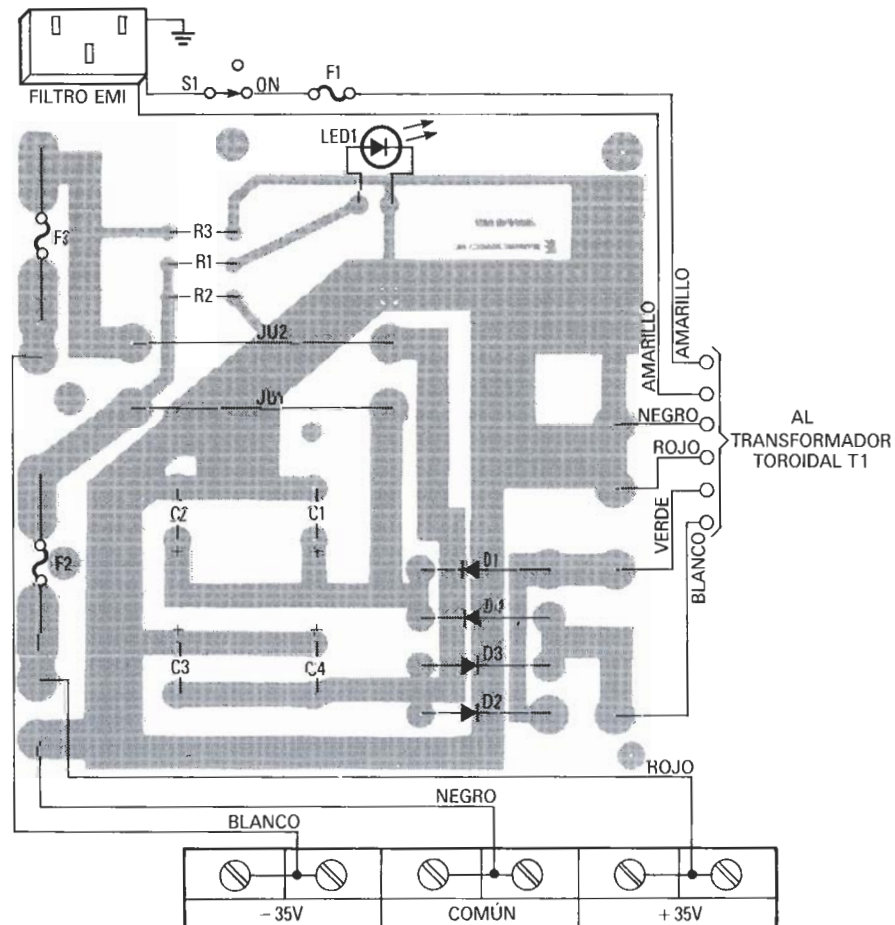 FILTRO EMI
S1
ON
F1
LED1
F3
R3
R1
R2
JU2
JU1
AMARILLO
AMARILLO
NEGRO
ROJO
VERDE
BLANCO
AL
TRANSFORMADOR
TOROIDAL T1
C2
C1
F2
D1
D4
C3
C4
D3
D2
ROJO
NEGRO
BLANCO
-35V
COMÚN
+35V